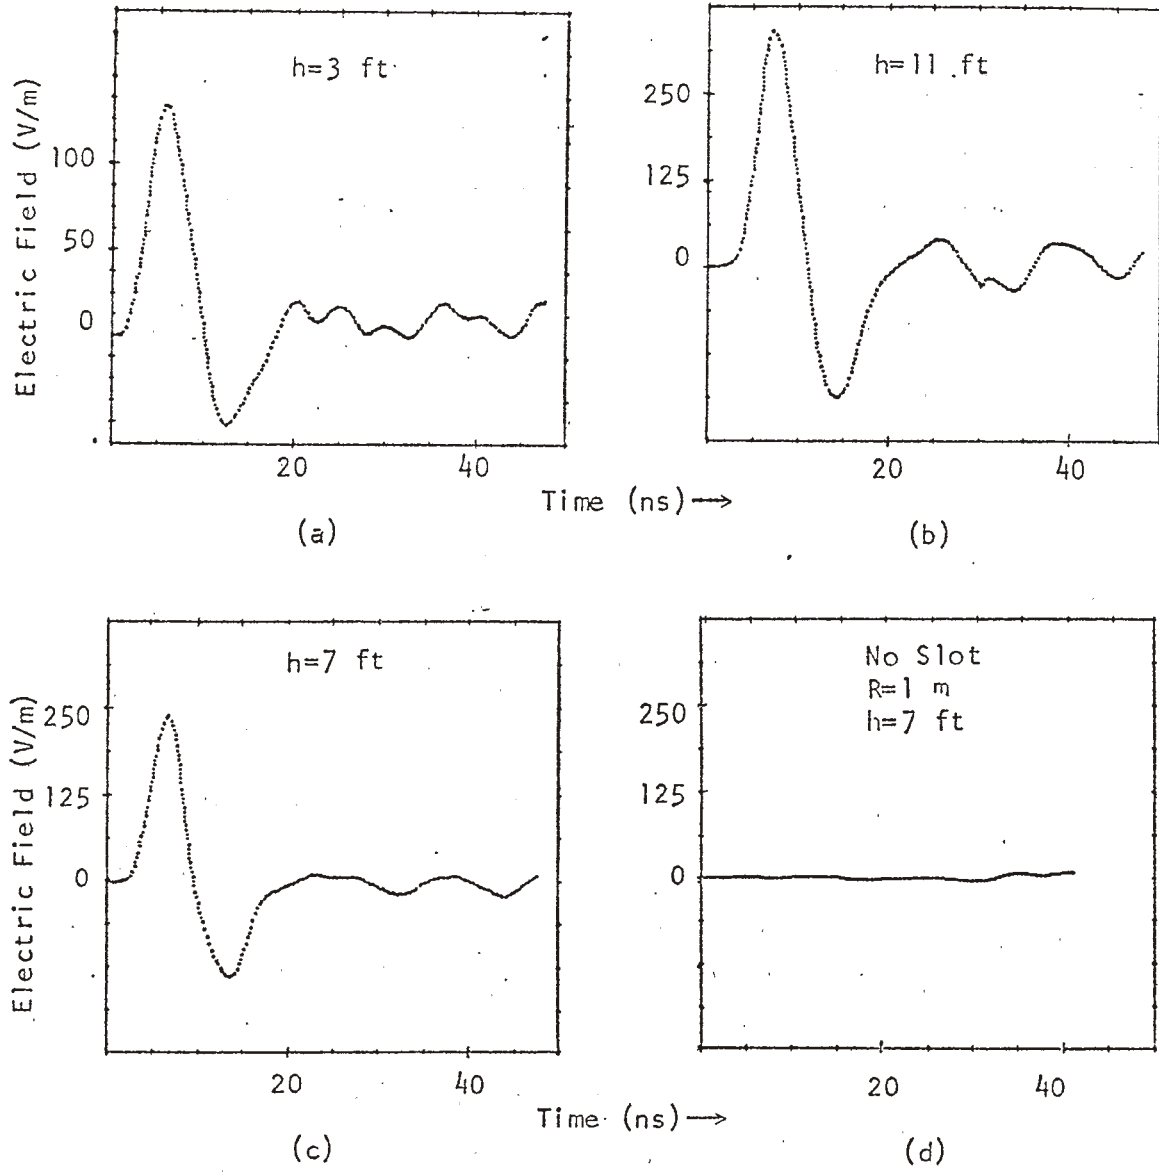 h=3 ft
Electric Field (V/m)
100
50
0
20
40
h=11 ft
250
125
0
20
40
Time (ns)→
(a)
(b)
h=7 ft
Electric Field (V/m)
250
125
0
20
40
No Slot
R=1 m
h=7 ft
250
125
0
20
40
Time (ns)→
(c)
(d)